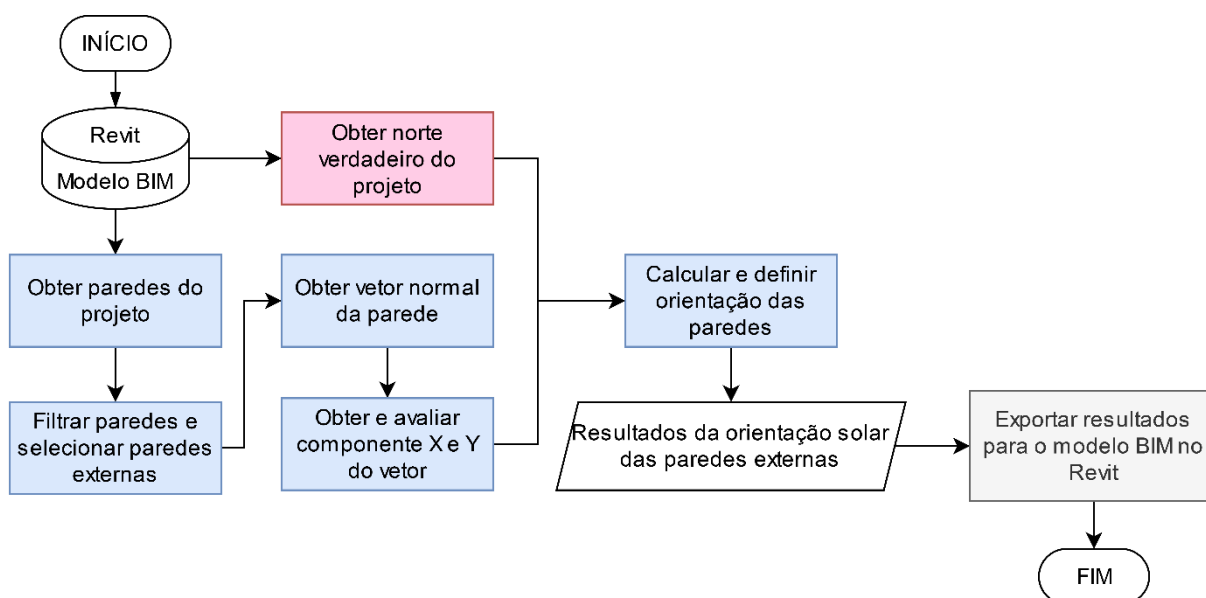 INÍCIO
Revit
Modelo BIM
Obter norte
verdadeiro do
projeto
Obter paredes do
projeto
Obter vetor normal
da parede
Calcular e definir
orientação das
paredes
Filtrar paredes e
selecionar paredes
externas
Obter e avaliar
componente X e Y
do vetor
Resultados da orientação solar
das paredes externas
Exportar resultados
para o modelo BIM no
Revit
FIM